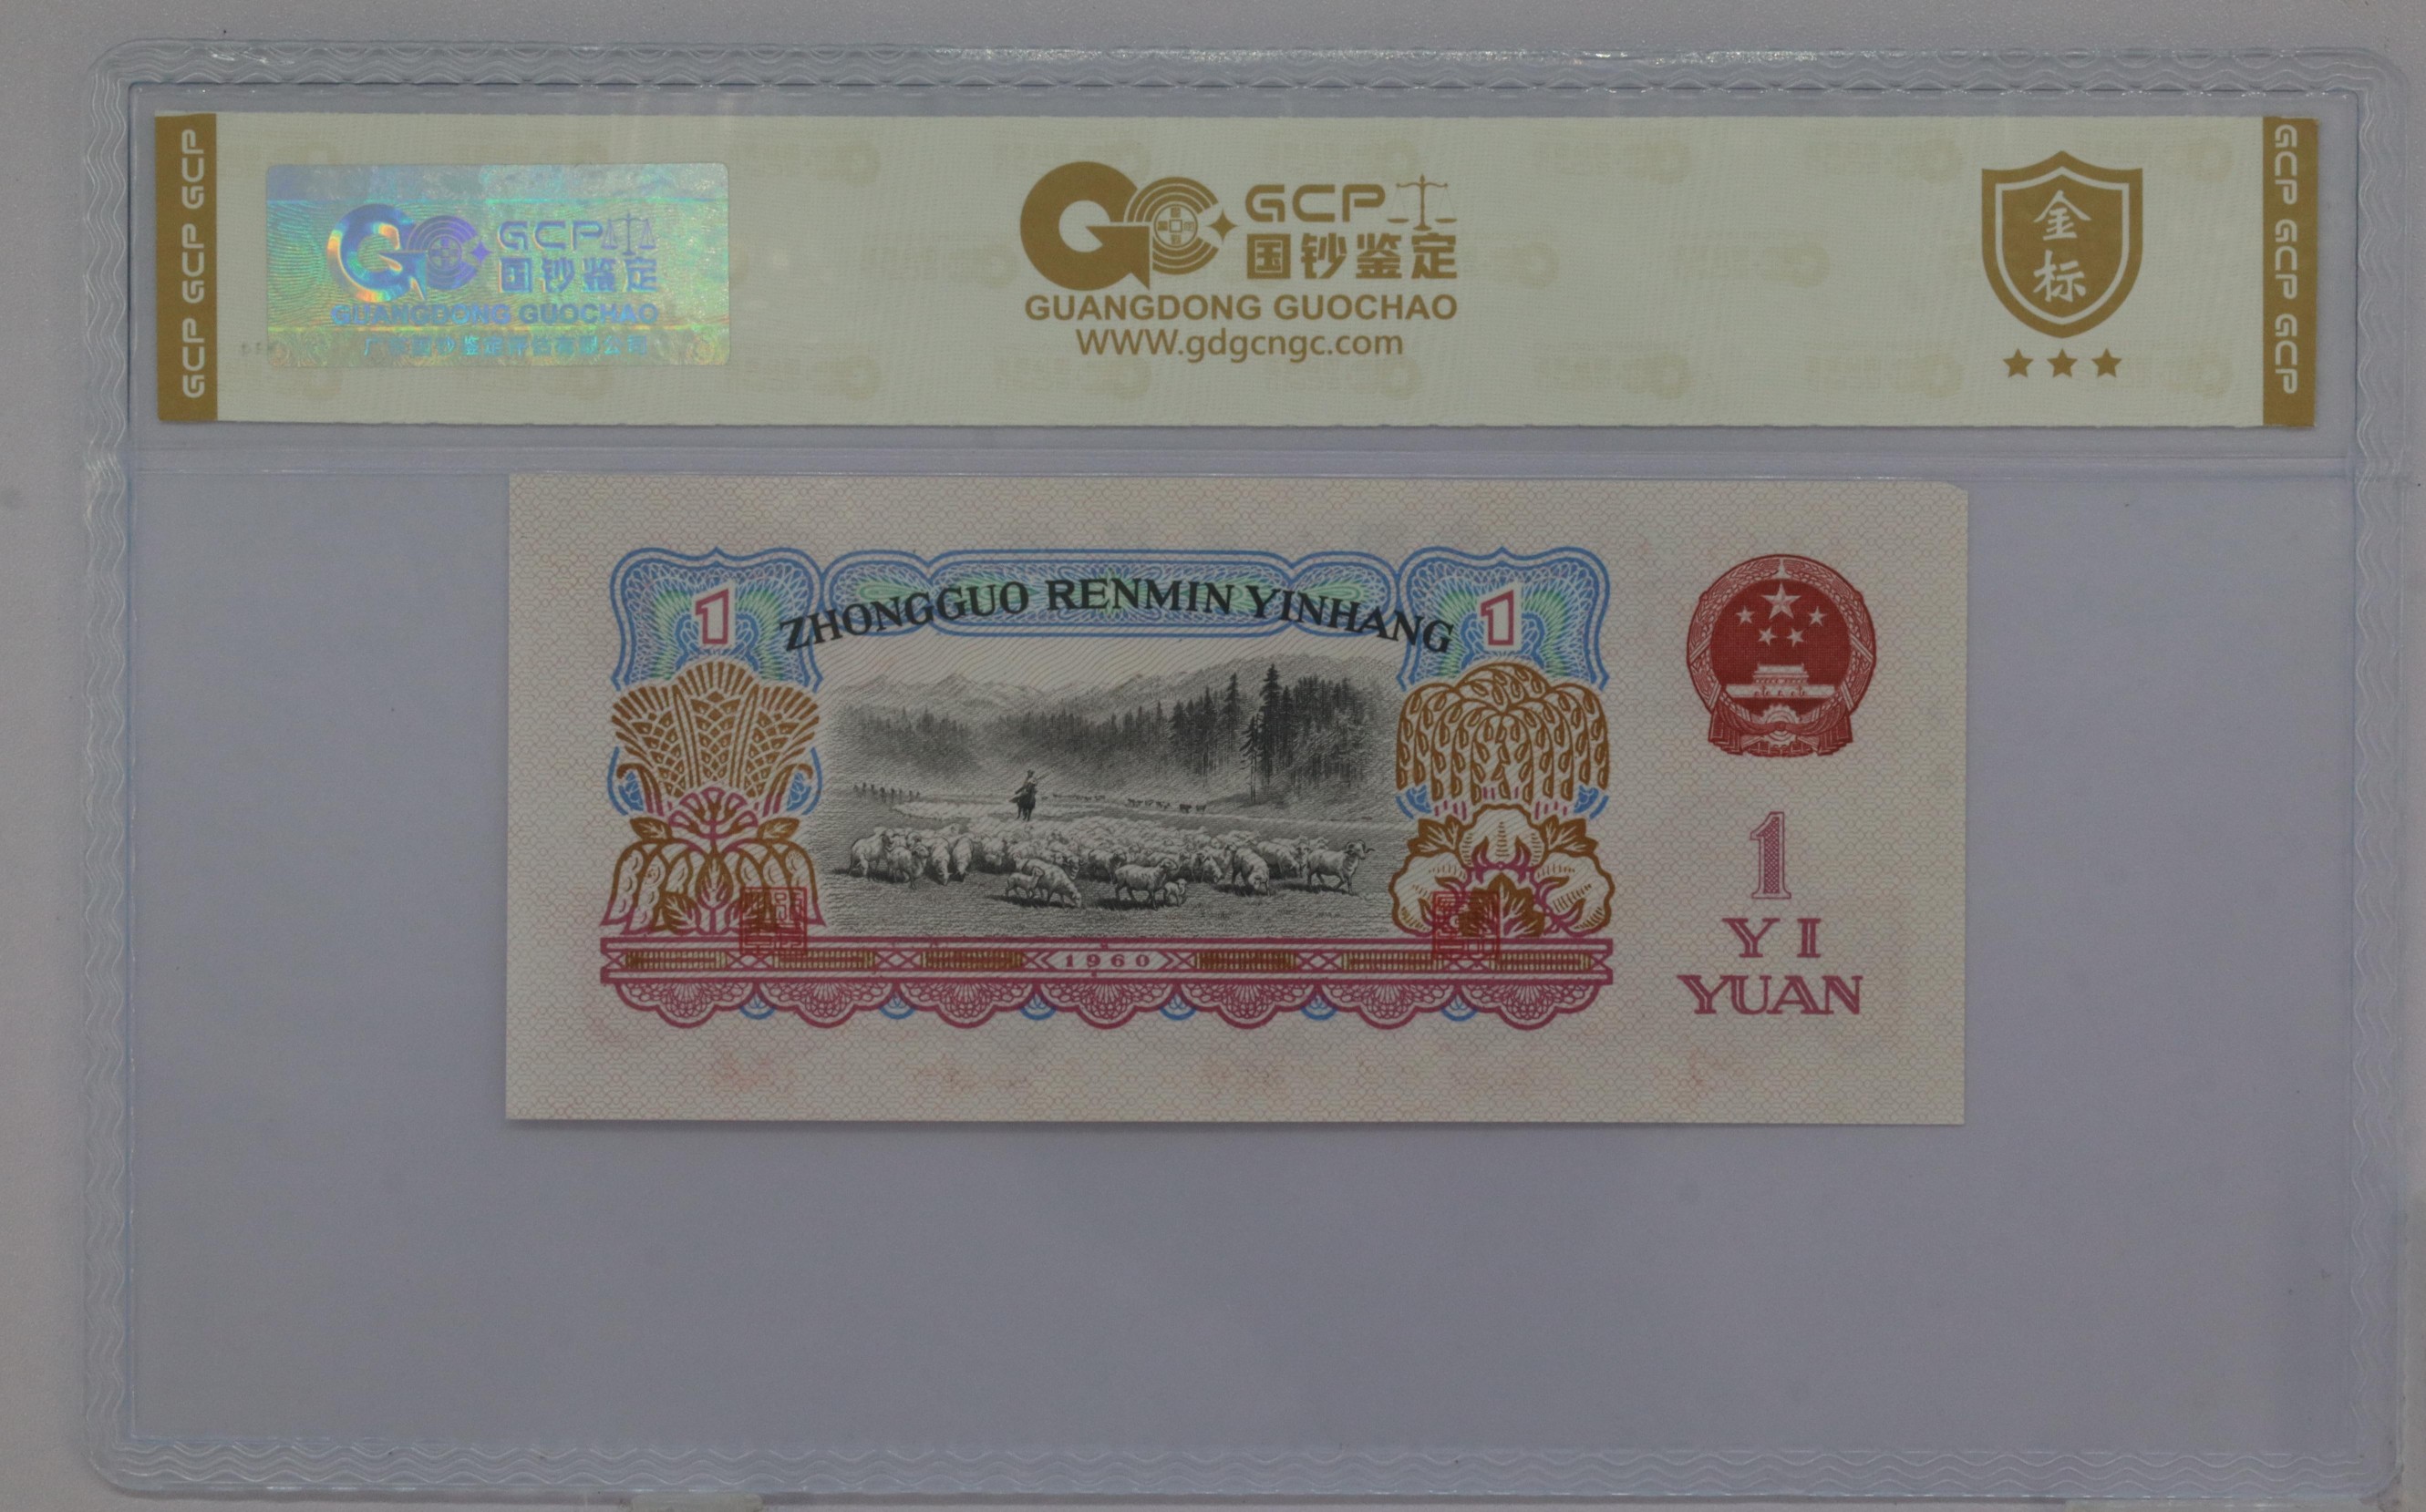 GCP GCP GCP
GCP
国钞鉴定
GUANGDONG GUOCHAO
GCP
国钞鉴定
GUANGDONG GUOCHAO
WWW.gdgcngc.com
金
标
GCP GCP GCP
ZHONGGUO RENMIN YINHANG
1
1
1960
1
YI
YUAN